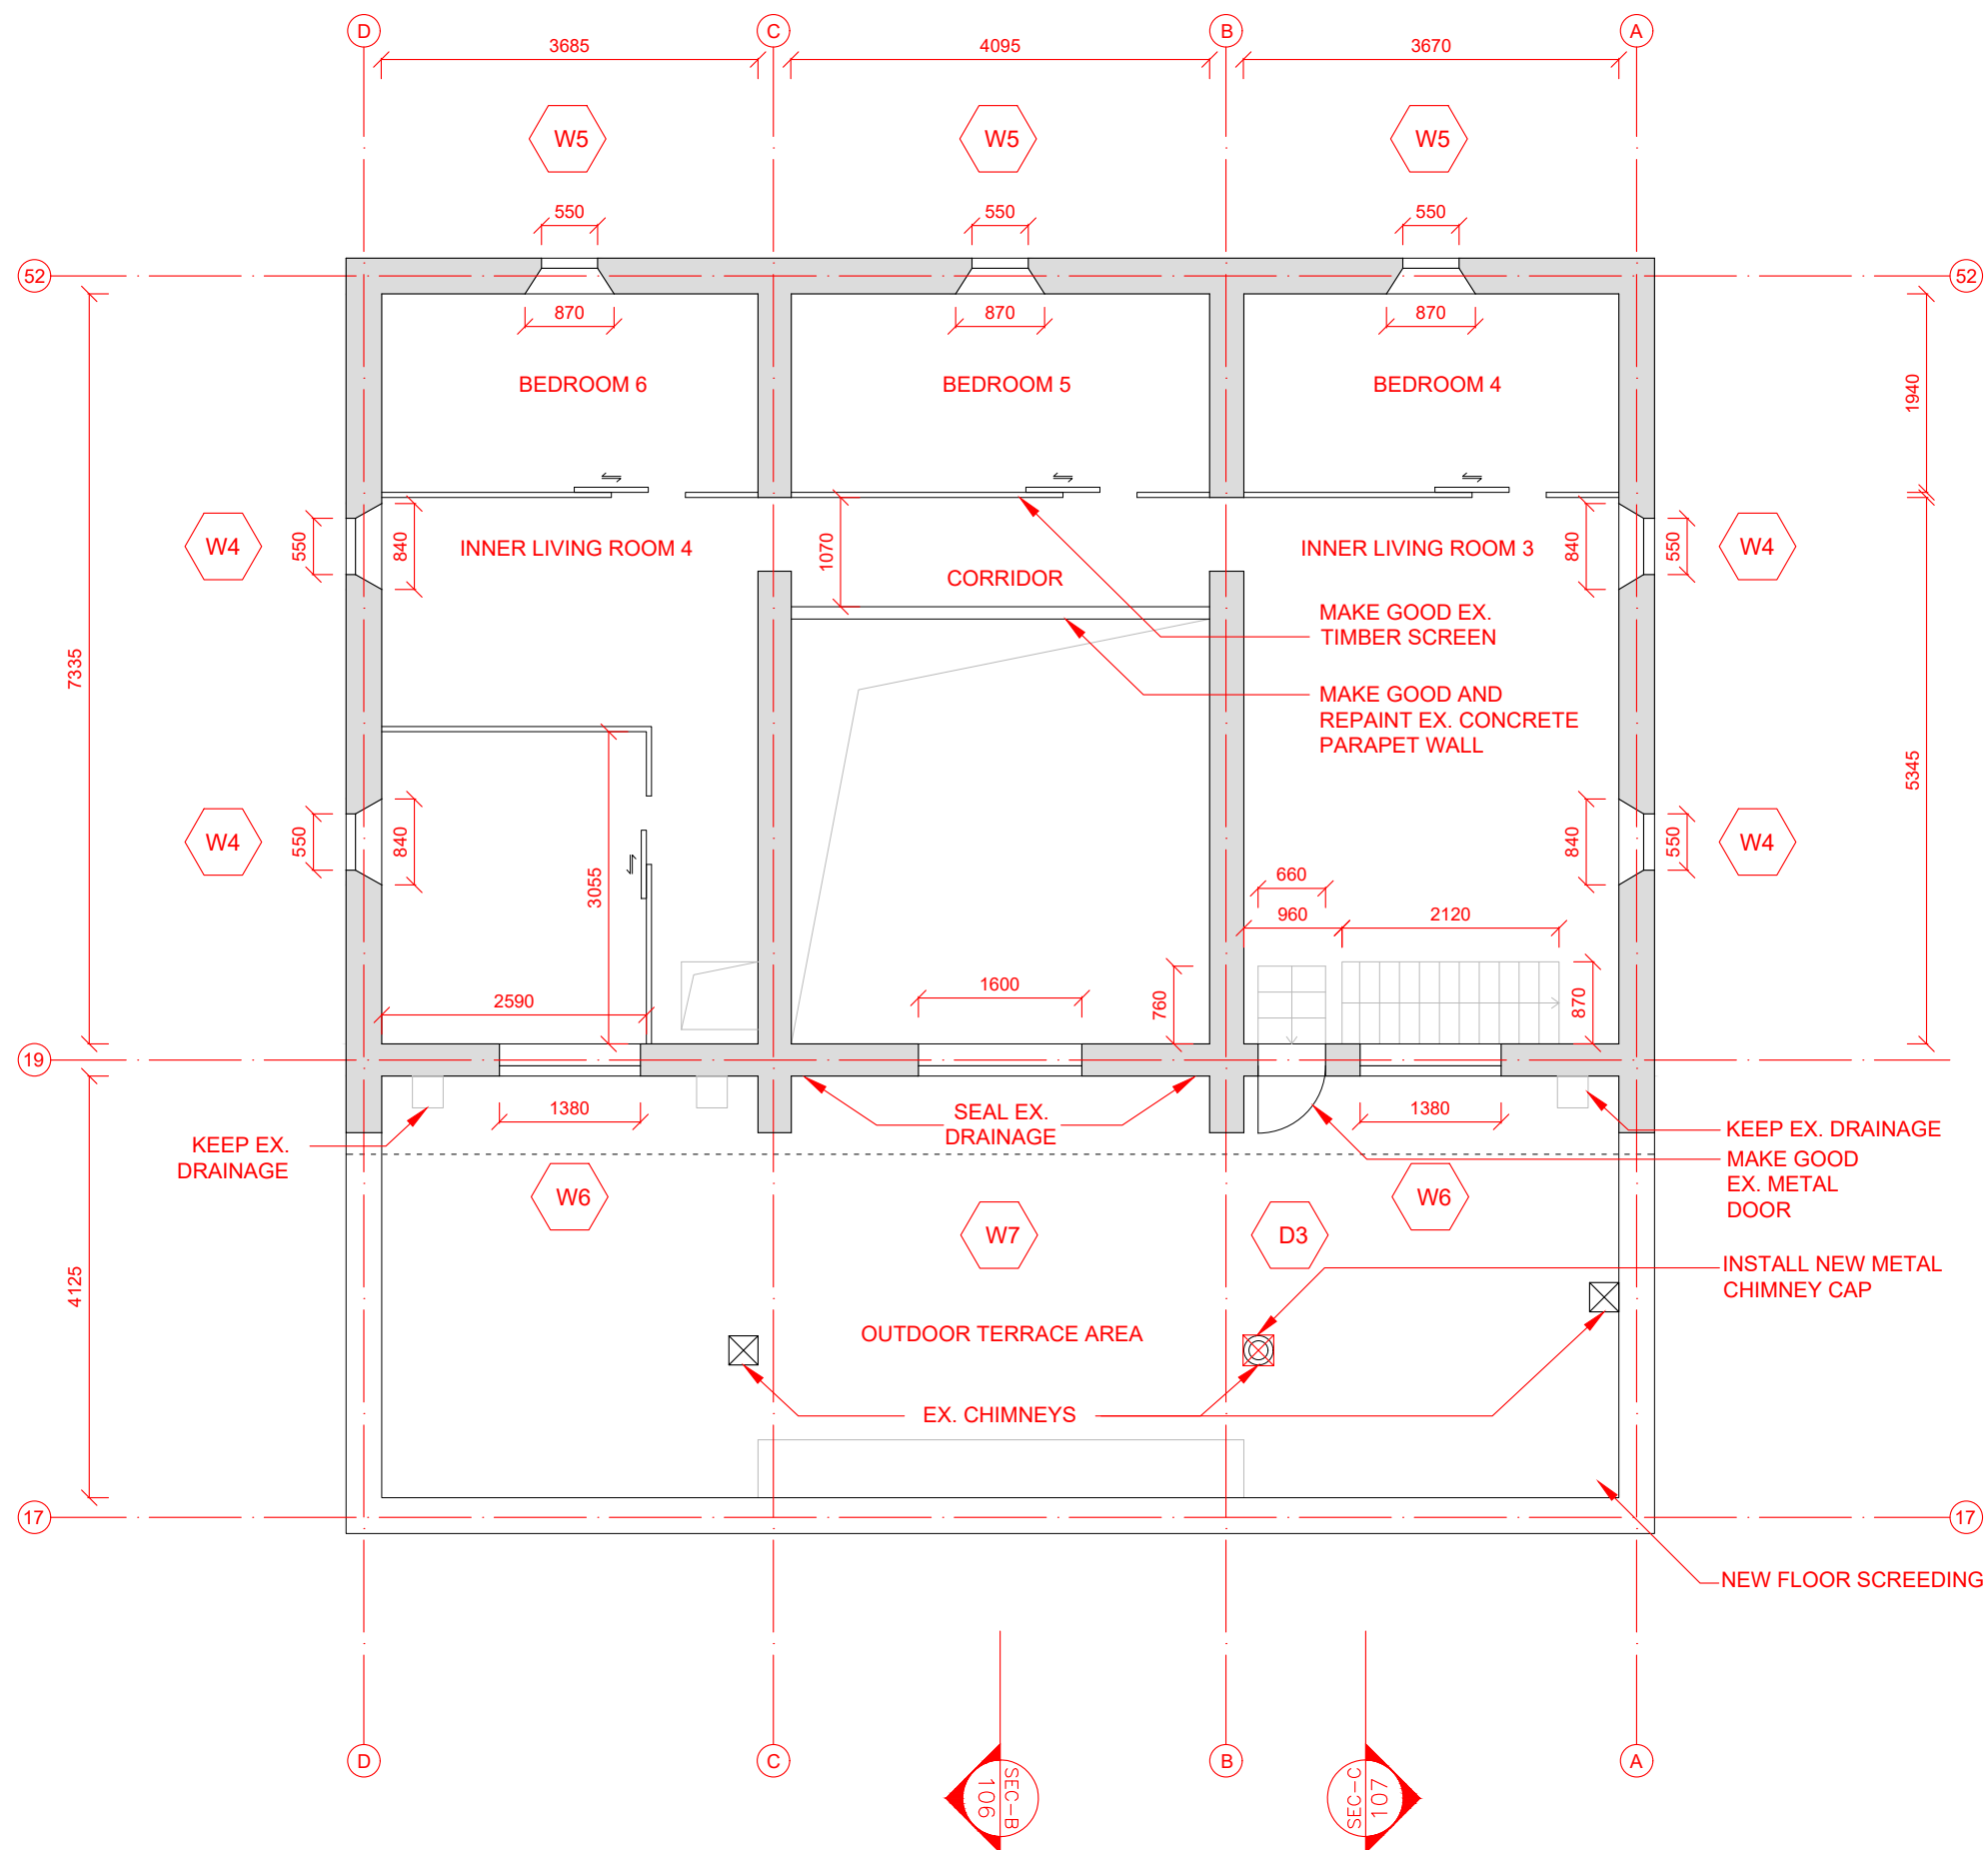 D
C
B
A
3685
4095
3670
W5
W5
W5
550
550
550
52
52
870
870
870
BEDROOM 6
BEDROOM 5
BEDROOM 4
1940
W4
550
840
INNER LIVING ROOM 4
1070
CORRIDOR
INNER LIVING ROOM 3
840
550
W4
MAKE GOOD EX.
TIMBER SCREEN
MAKE GOOD AND
REPAINT EX. CONCRETE
PARAPET WALL
7335
5345
W4
550
840
3055
840
550
W4
660
960
2120
2590
1600
760
870
19
1380
SEAL EX.
DRAINAGE
1380
KEEP EX.
DRAINAGE
KEEP EX. DRAINAGE
MAKE GOOD
EX. METAL
DOOR
W6
W7
D3
W6
4125
INSTALL NEW METAL
CHIMNEY CAP
OUTDOOR TERRACE AREA
EX. CHIMNEYS
17
17
NEW FLOOR SCREEDING
D
C
B
A
SEC-B
106
SEC-C
107